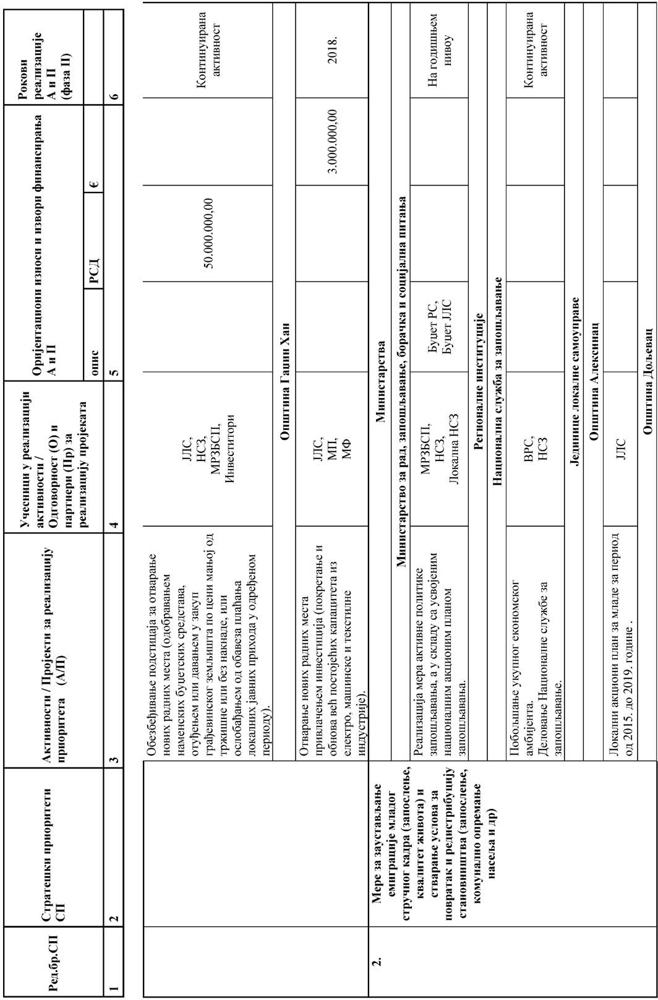 Ред.бр.СП
Стратешки приоритети
СП
Активности / Пројекти за реализацију
приоритета (А/П)
Учесници у реализацији
активности /
Одговорност (О) и
партнери (Пр) за
реализацију пројеката
Оријентациони износи и извори финансирања
А и П
опис
РСД
€
Рокови
реализације
А и П
(фаза II)
1
2
3
4
5
6
Обезбеђивање подстицаја за отварање
нових радних места (одобравањем
наменских буџетских средстава,
отуђењем или давањем у закуп
грађевинског земљишта по цени мањој од
тржишне или без накнаде, или
ослобађањем од обавеза плаћања
локалних јавних прихода у одређеном
периоду).
ЈЛС,
НСЗ,
МРЗБСП,
Инвеститори
50.000.000,00
Континуирана
активност
Општина Гаџин Хан
Отварање нових радних места
привлачењем инвестиција (покретање и
обнова већ постојећих капацитета из
електро, машинске и текстилне
индустрије).
ЈЛС,
МП,
МФ
3.000.000,00
2018.
2.
Мере за заустављање
емиграције младог
стручног кадра (запослење,
квалитет живота) и
стварање услова за
повратак и редистрибуцију
становништва (запослење,
комунално опремање
насеља и др)
Министарства
Министарство за рад, запошљавање, борачка и социјална питања
Реализација мера активне политике
запошљавања, а у складу са усвојеним
националним акционим планом
запошљавања.
МРЗБСП,
НСЗ,
Локална НСЗ
Буџет РС,
Буџет ЈЛС
На годишњем
нивоу
Регионалне институције
Национална служба за запошљавање
Побољшање укупног економског
амбијента.
Деловање Националне службе за
запошљавање.
ВРС,
НСЗ
Континуирана
активност
Јединице локалне самоуправе
Општина Алексинац
Локални акциони план за младе за период
од 2015. до 2019. године .
ЈЛС
Општина Дољевац